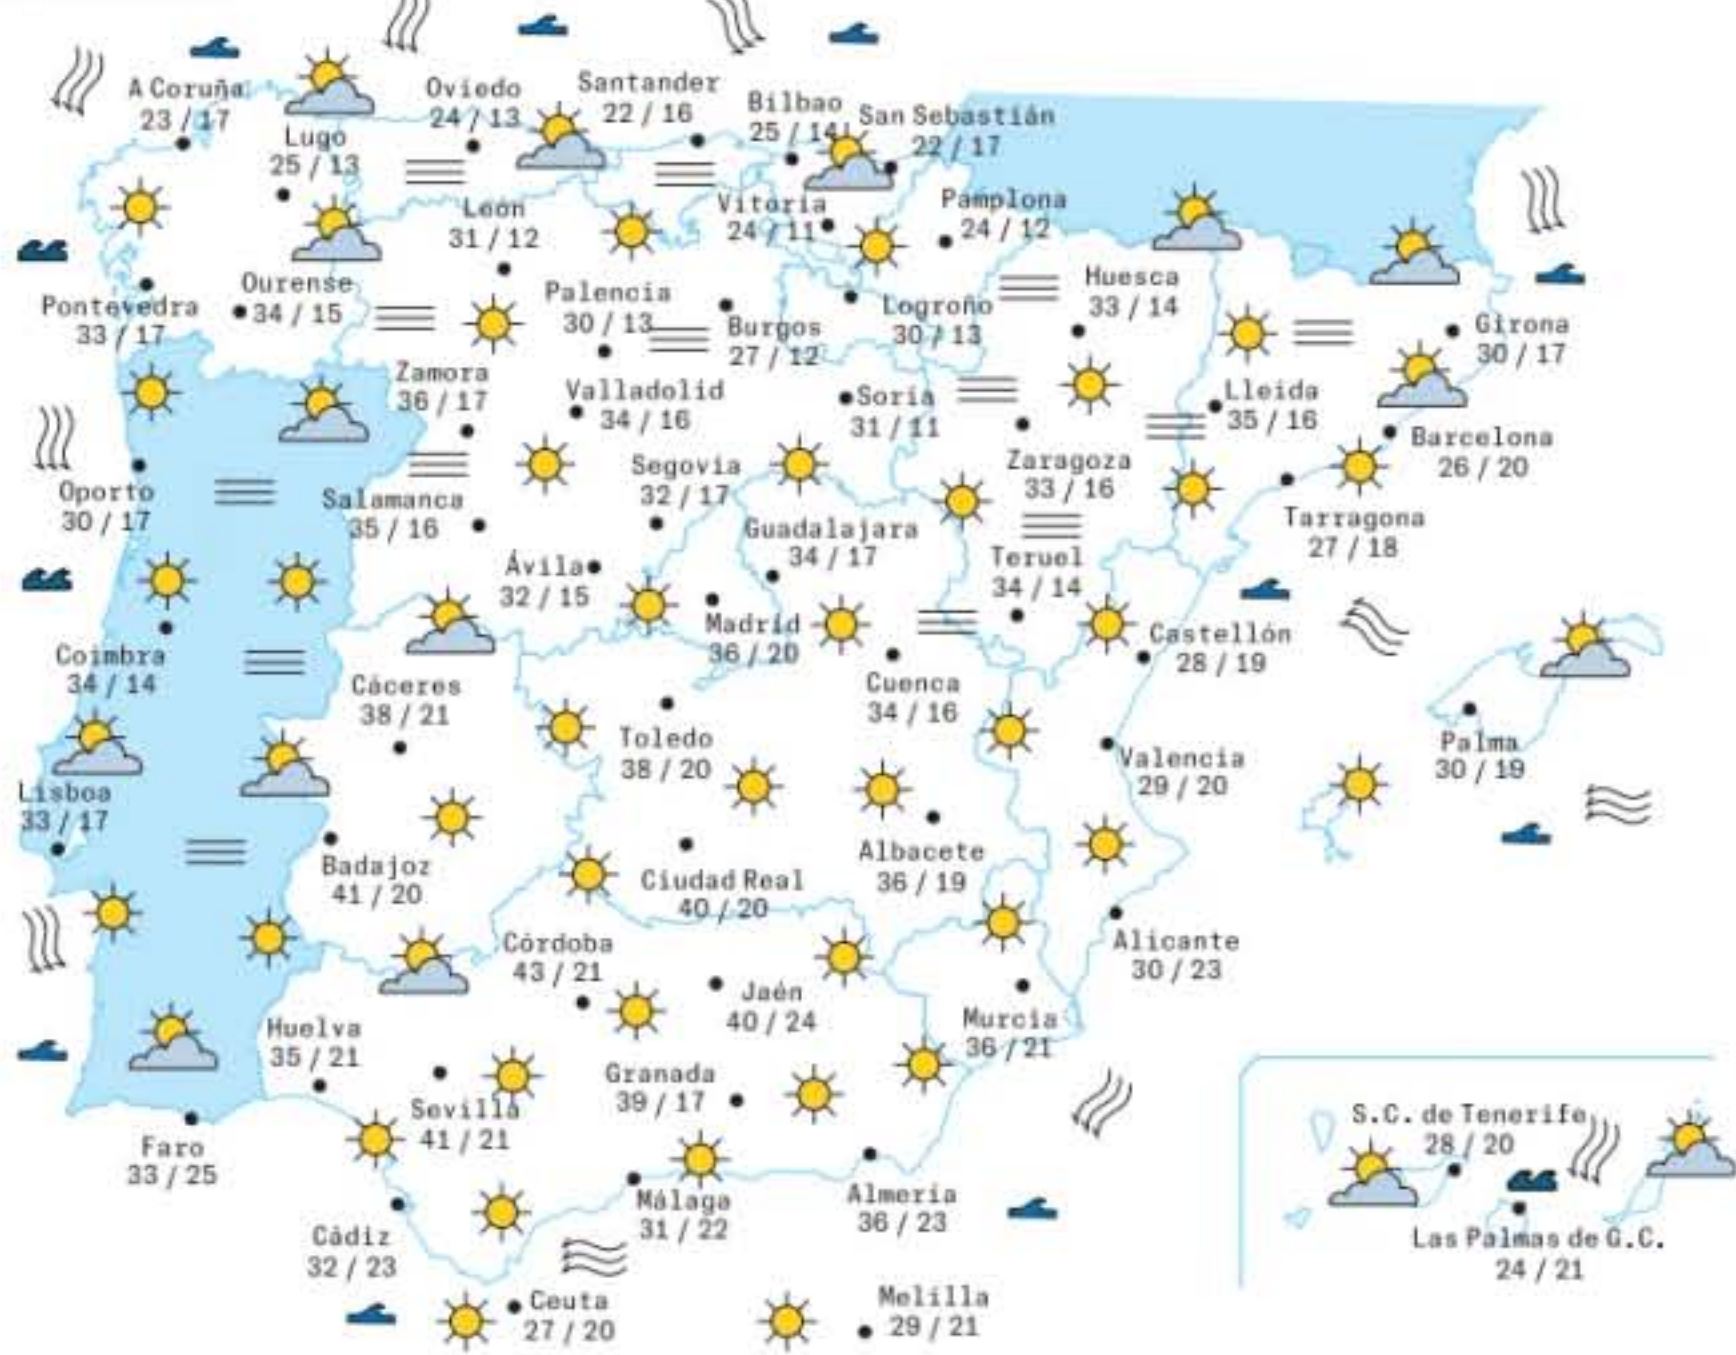 A Coruña
23 / 17
Lugo
25 / 13
Oviedo
24 / 13
Santander
22 / 16
Bilbao
25 / 14
San Sebastián
22 / 17
Pontevedra
33 / 17
Ourense
34 / 15
León
31 / 12
Palencia
30 / 13
Burgos
27 / 12
Vitoria
24 / 11
Pamplona
24 / 12
Logroño
30 / 13
Huesca
33 / 14
Girona
30 / 17
Zamora
36 / 17
Valladolid
34 / 16
Soria
31 / 11
Lleida
35 / 16
Barcelona
26 / 20
Oporto
30 / 17
Salamanca
35 / 16
Segovia
32 / 17
Zaragoza
33 / 16
Tarragona
27 / 18
Ávila
32 / 15
Guadalajara
34 / 17
Teruel
34 / 14
Coimbra
34 / 14
Cáceres
38 / 21
Madrid
36 / 20
Cuenca
34 / 16
Castellón
28 / 19
Lisboa
33 / 17
Toledo
38 / 20
Valencia
29 / 20
Palma
30 / 19
Badajoz
41 / 20
Ciudad Real
40 / 20
Albacete
36 / 19
Córdoba
43 / 21
Jaén
40 / 24
Alicante
30 / 23
Murcia
36 / 21
Huelva
35 / 21
Sevilla
41 / 21
Granada
39 / 17
Faro
33 / 25
Cádiz
32 / 23
Málaga
31 / 22
Almería
36 / 23
Ceuta
27 / 20
Melilla
29 / 21
S.C. de Tenerife
28 / 20
Las Palmas de G.C.
24 / 21